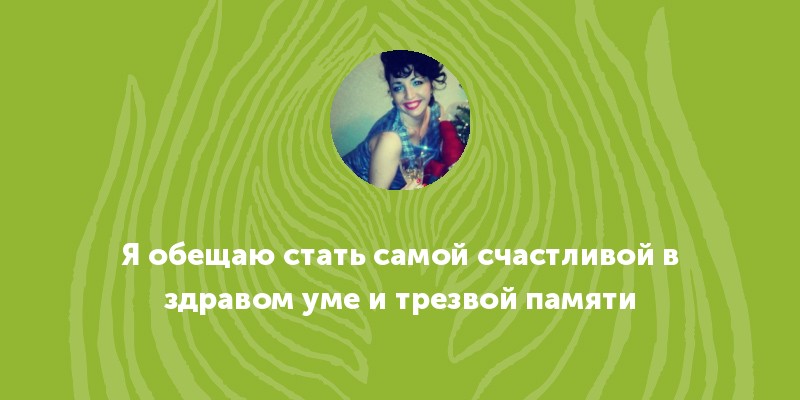 Я обещаю стать самой счастливой в
здравом уме и трезвой памяти